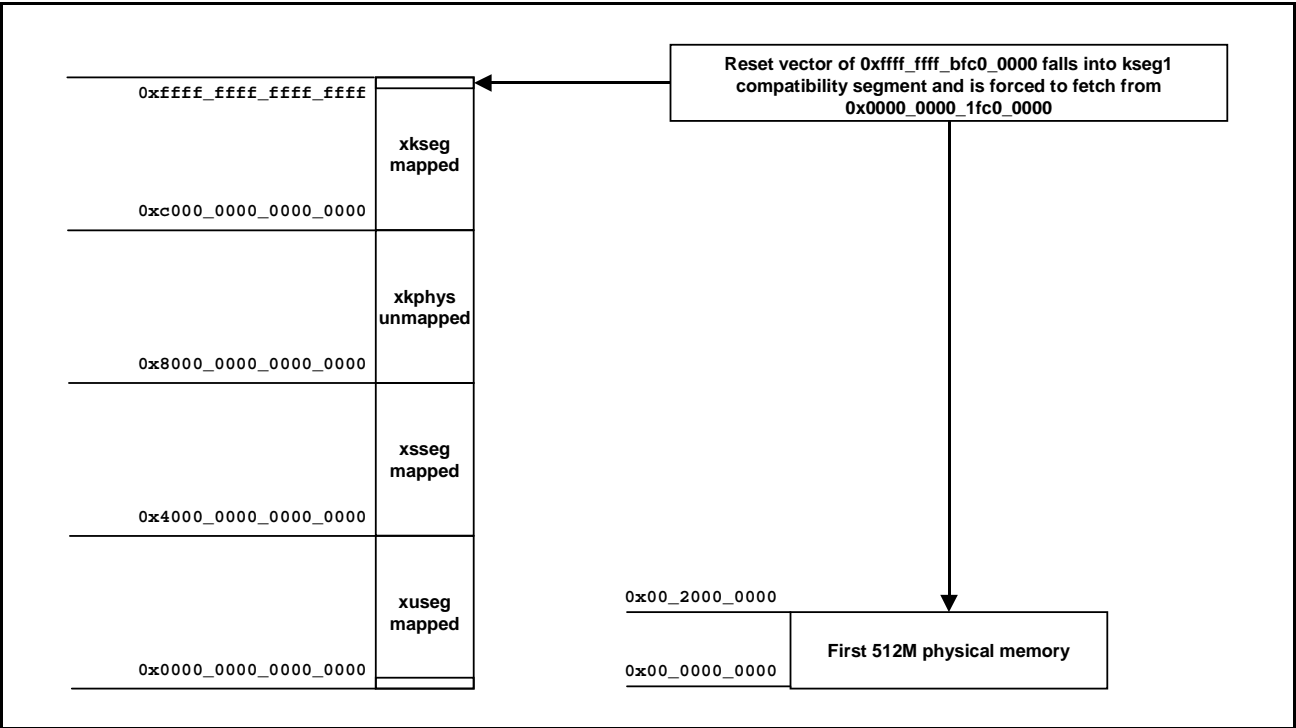 Reset vector of 0xffff_ffff_bfc0_0000 falls into kseg1
compatibility segment and is forced to fetch from
0x0000_0000_1fc0_0000
0xffff_ffff_ffff_ffff
xkseg
mapped
0xc000_0000_0000_0000
xkphys
unmapped
0x8000_0000_0000_0000
xsseg
mapped
0x4000_0000_0000_0000
xuseg
mapped
0x0000_0000_0000_0000
0x00_2000_0000
First 512M physical memory
0x00_0000_0000